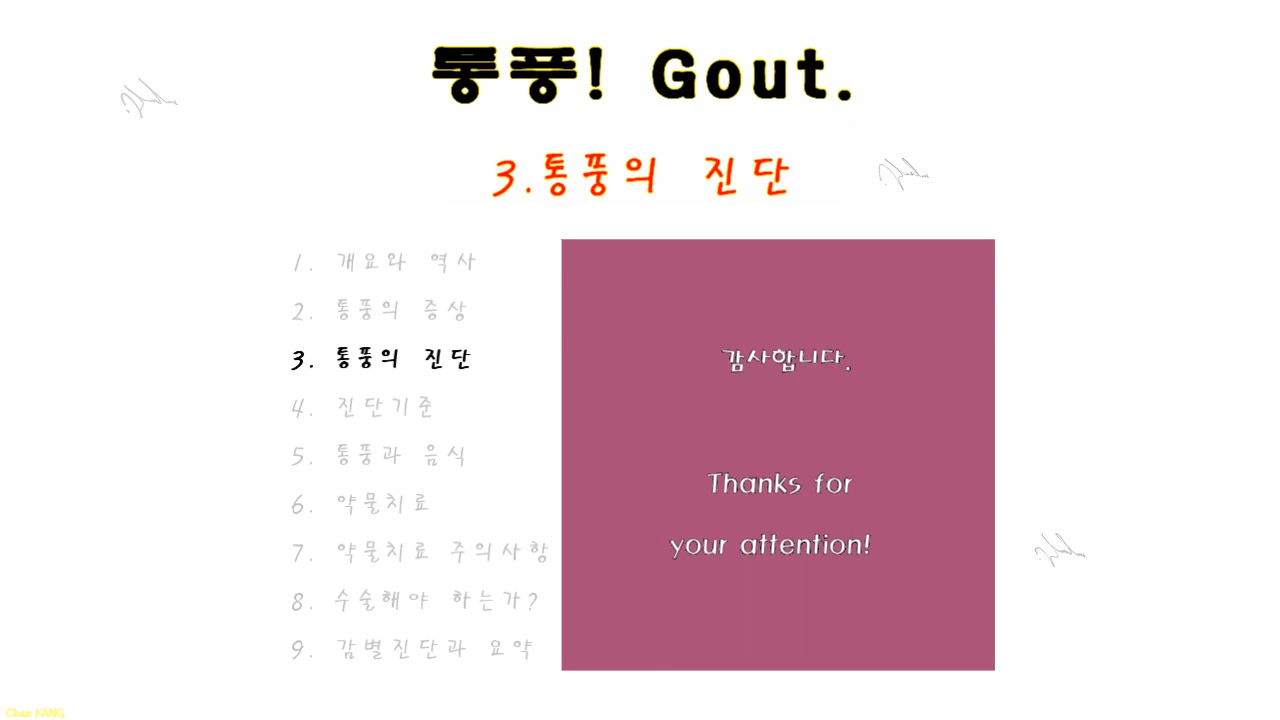 통풍! Gout.
3.통풍의 진단
1. 개요와 역사
2. 통풍의 증상
3. 통풍의 진단
4. 진단기준
5. 통풍과 음식
6. 약물치료
7. 약물치료 주의사항
8. 수술해야 하는가?
9. 감별진단과 요약
감사합니다.
Thanks for
your attention!
Chan KANG.